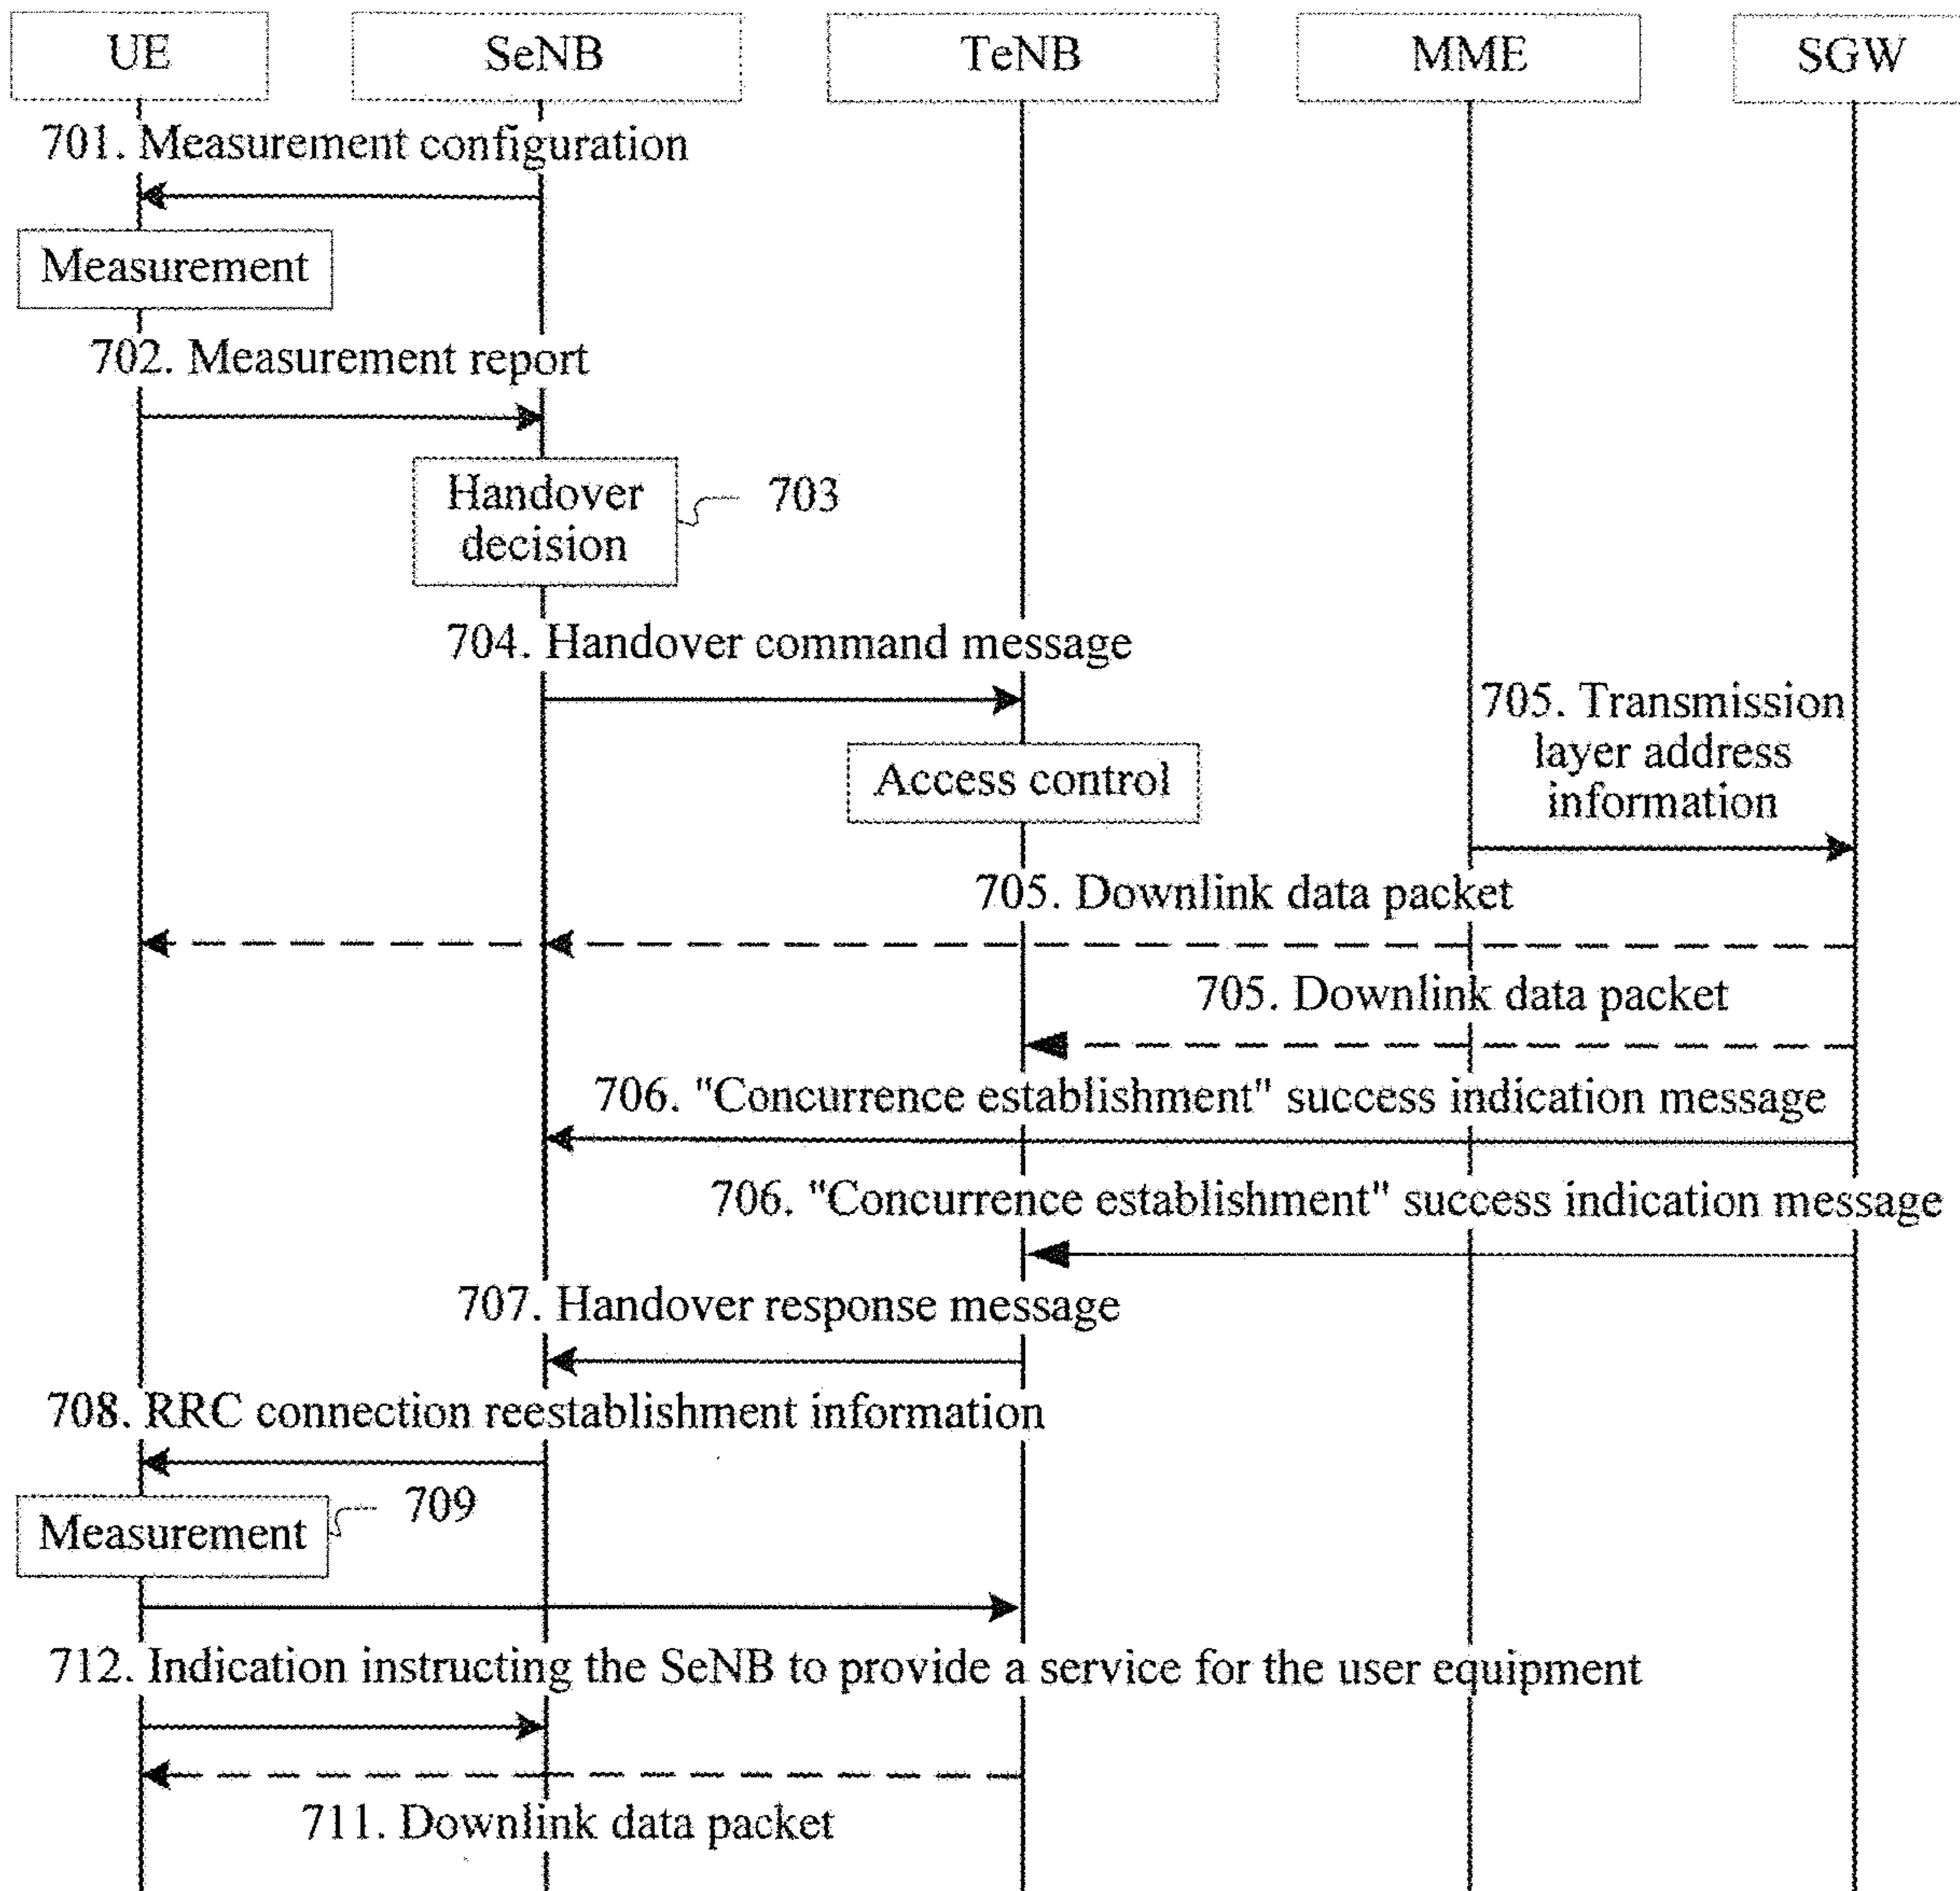 UE
SeNB
TeNB
MME
SGW
701. Measurement configuration
Measurement
702. Measurement report
Handover
decision
703
704. Handover command message
705. Transmission
layer address
information
Access control
705. Downlink data packet
705. Downlink data packet
706. "Concurrence establishment" success indication message
706. "Concurrence establishment" success indication message
707. Handover response message
708. RRC connection reestablishment information
709
Measurement
712. Indication instructing the SeNB to provide a service for the user equipment
711. Downlink data packet